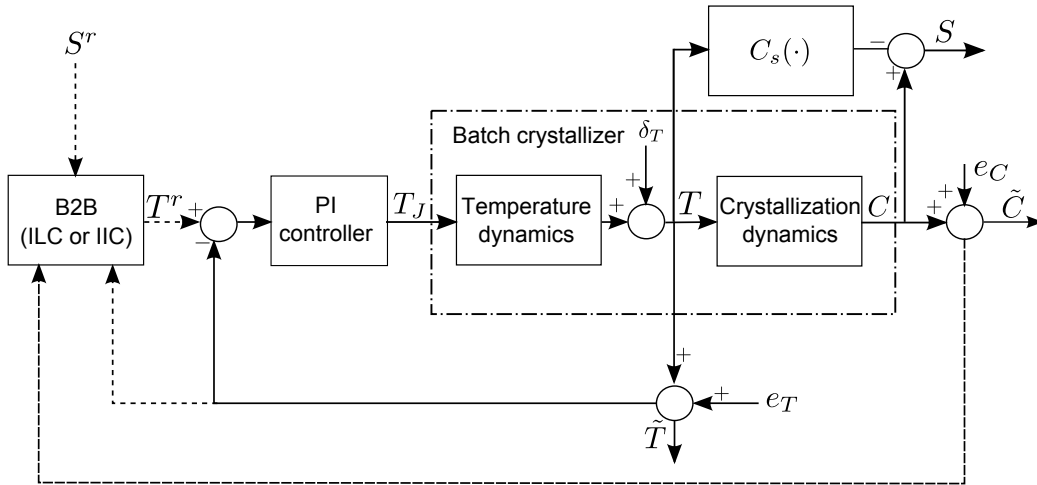 S^r
C_s(·)
−
S
+
Batch crystallizer
δ_T
e_C
B2B
(ILC or IIC)
T^r
+
−
PI
controller
T_J
Temperature
dynamics
+
+
T
Crystallization
dynamics
C
+
+
C̃
+
+
e_T
T̃